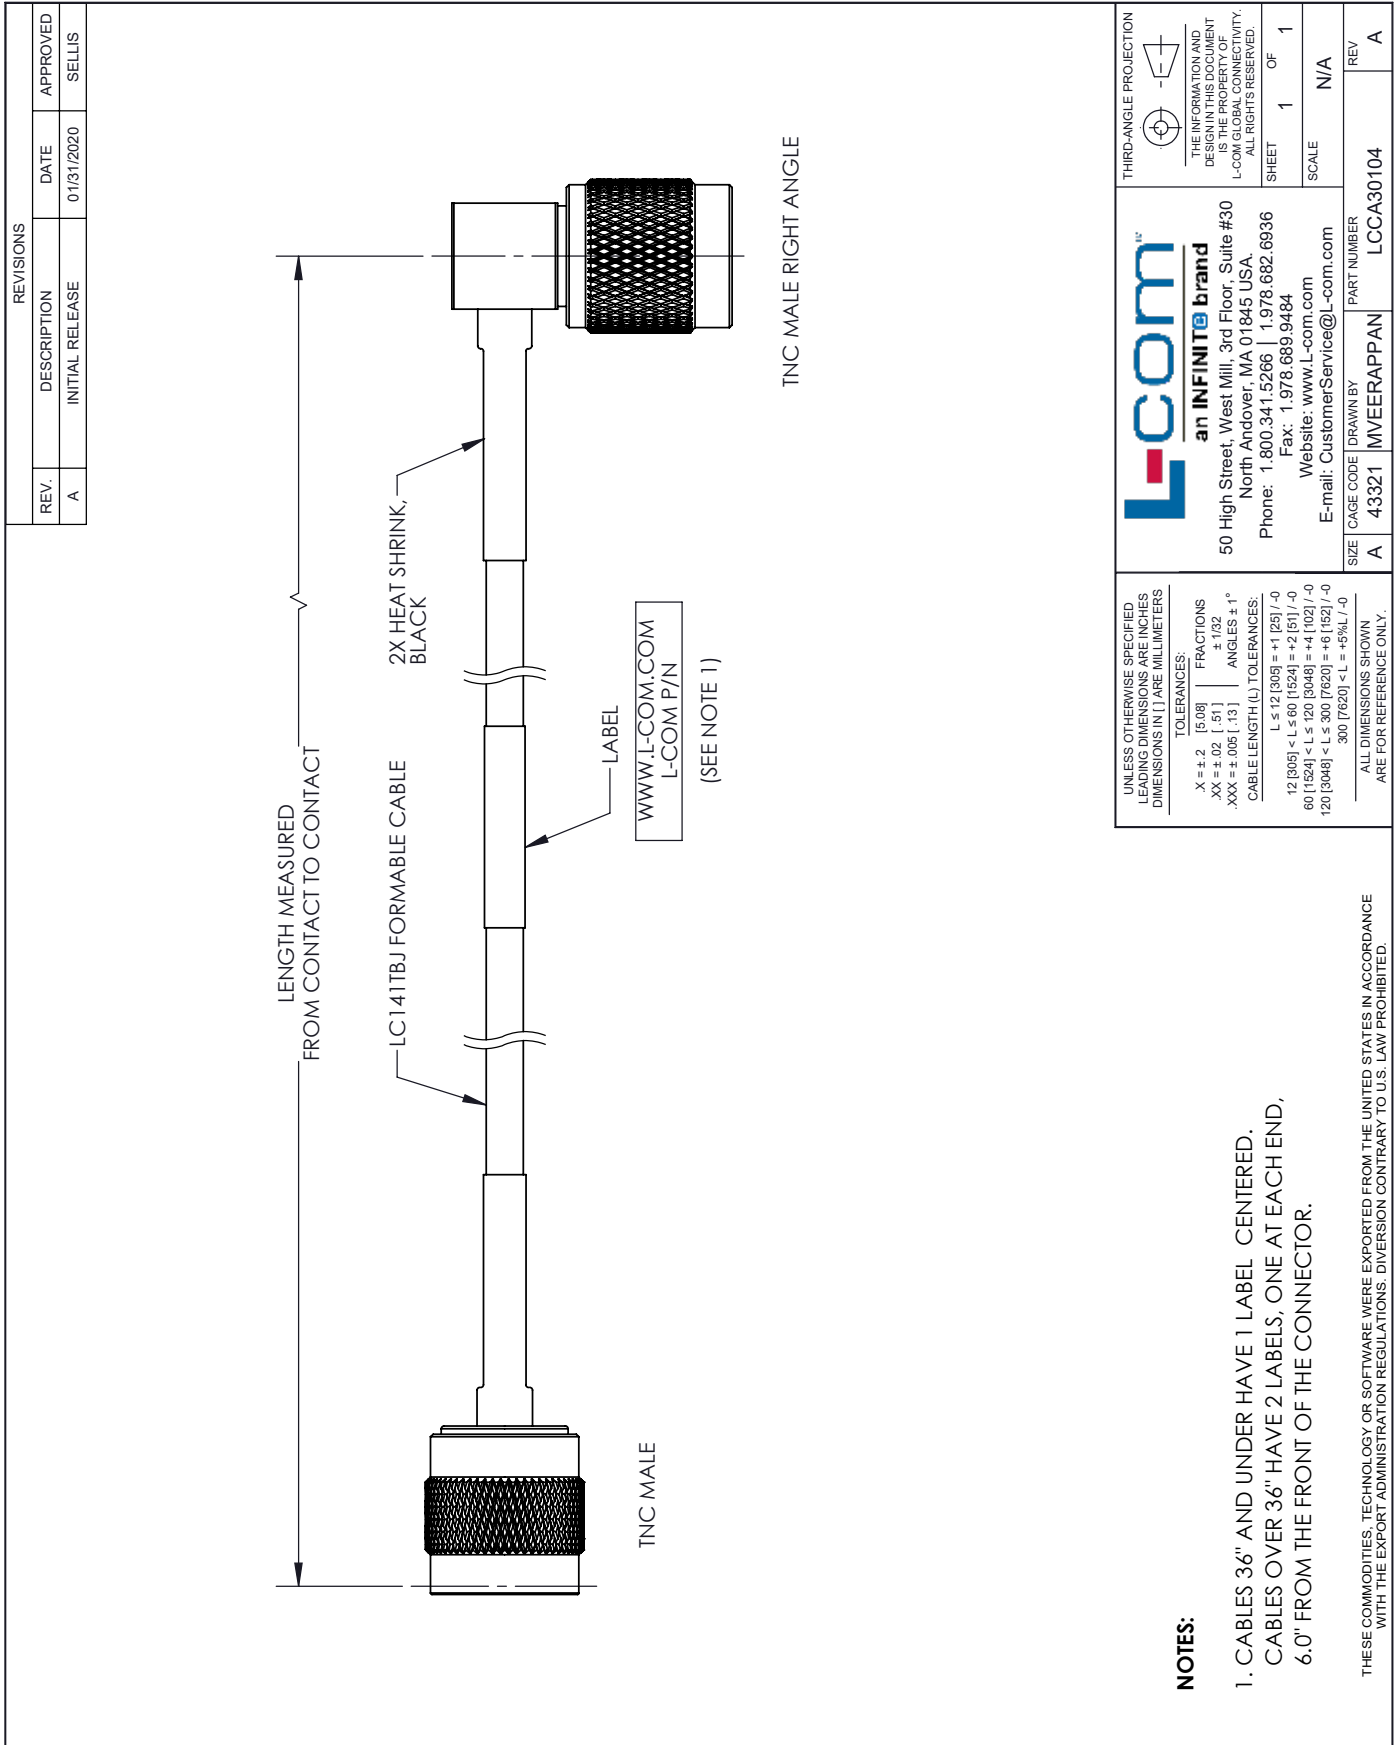 REVISIONS
REV.
DESCRIPTION
DATE
APPROVED
A
INITIAL RELEASE
01/31/2020
SELLIS
LENGTH MEASURED
FROM CONTACT TO CONTACT
LC141TBJ FORMABLE CABLE
2X HEAT SHRINK,
BLACK
LABEL
WWW.L-COM.COM
L-COM P/N
(SEE NOTE 1)
TNC MALE
TNC MALE RIGHT ANGLE
NOTES:
1. CABLES 36" AND UNDER HAVE 1 LABEL CENTERED.
CABLES OVER 36" HAVE 2 LABELS, ONE AT EACH END,
6.0" FROM THE FRONT OF THE CONNECTOR.
THESE COMMODITIES, TECHNOLOGY OR SOFTWARE WERE EXPORTED FROM THE UNITED STATES IN ACCORDANCE
WITH THE EXPORT ADMINISTRATION REGULATIONS. DIVERSION CONTRARY TO U.S. LAW PROHIBITED.
UNLESS OTHERWISE SPECIFIED
LEADING DIMENSIONS ARE INCHES
DIMENSIONS IN [ ] ARE MILLIMETERS
TOLERANCES:
.X = ± .2 [5.08] FRACTIONS
.XX = ± .02 [ .51] ± 1/32
.XXX = ± .005 [ .13 ] ANGLES ± 1°
CABLE LENGTH (L) TOLERANCES:
L ≤ 12 [305] = +1 [25] / -0
12 [305] < L ≤ 60 [1524] = +2 [51] / -0
60 [1524] < L ≤ 120 [3048] = +4 [102] / -0
120 [3048] < L ≤ 300 [7620] = +6 [152] / -0
300 [7620] < L = +5%L / -0
ALL DIMENSIONS SHOWN
ARE FOR REFERENCE ONLY.
L-com
an INFINIT@ brand
50 High Street, West Mill, 3rd Floor, Suite #30
North Andover, MA 01845 USA.
Phone: 1.800.341.5266 | 1.978.682.6936
Fax: 1.978.689.9484
Website: www.L-com.com
E-mail: CustomerService@L-com.com
THIRD-ANGLE PROJECTION
THE INFORMATION AND
DESIGN IN THIS DOCUMENT
IS THE PROPERTY OF
L-COM GLOBAL CONNECTIVITY.
ALL RIGHTS RESERVED.
SHEET 1 OF 1
SCALE N/A
SIZE A
CAGE CODE 43321
DRAWN BY MVEERAPPAN
PART NUMBER LCCA30104
REV A